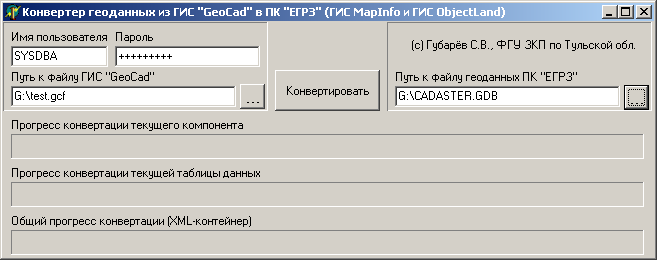 Конвертер геоданных из ГИС "GeoCad" в ПК "ЕГРЗ" (ГИС MapInfo и ГИС ObjectLand)
Имя пользователя Пароль
SYSDBA +++++++++
(с) Губарёв С.В., ФГУ ЗКП по Тульской обл.
Путь к файлу ГИС "GeoCad"
G:\test.gcf ...
Конвертировать
Путь к файлу геоданных ПК "ЕГРЗ"
G:\CADASTER.GDB ...
Прогресс конвертации текущего компонента
Прогресс конвертации текущей таблицы данных
Общий прогресс конвертации (XML-контейнер)